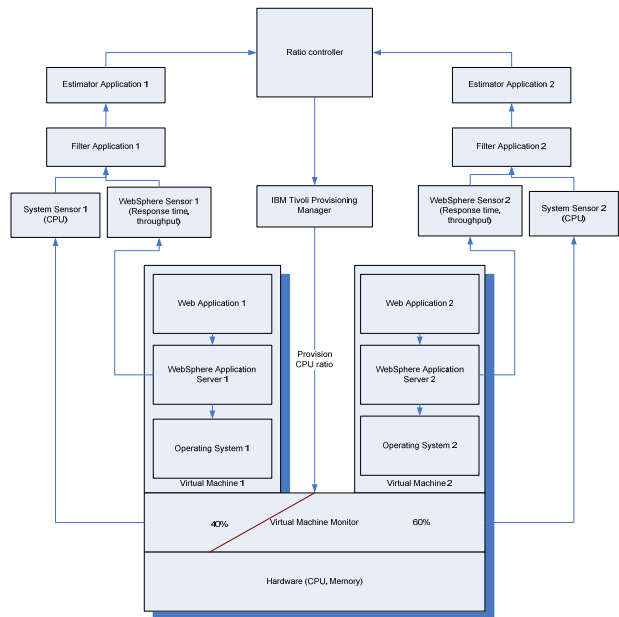 Ratio controller
Estimator Application 1
Estimator Application 2
Filter Application 1
Filter Application 2
System Sensor 1
(CPU)
WebSphere Sensor 1
(Response time,
throughput)
IBM Tivoli Provisioning
Manager
WebSphere Sensor 2
(Response time,
throughput)
System Sensor 2
(CPU)
Web Application 1
Web Application 2
Provision
CPU ratio
WebSphere Application
Server 1
WebSphere Application
Server 2
Operating System 1
Operating System 2
Virtual Machine 1
Virtual Machine 2
40%
Virtual Machine Monitor
60%
Hardware (CPU, Memory)